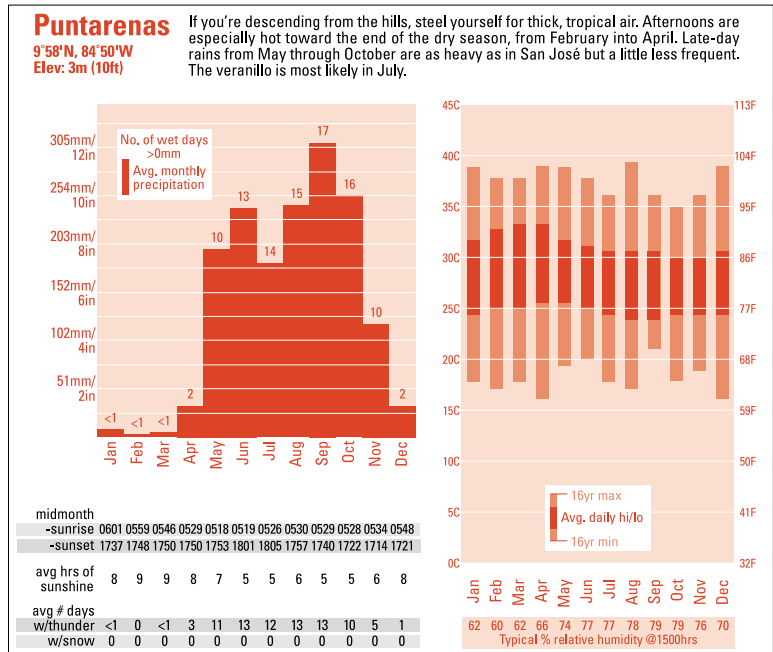 Puntarenas
9°58'N, 84°50'W
Elev: 3m (10ft)
If you're descending from the hills, steel yourself for thick, tropical air. Afternoons are
especially hot toward the end of the dry season, from February into April. Late-day
rains from May through October are as heavy as in San José but a little less frequent.
The veranillo is most likely in July.
305mm/
12in
254mm/
10in
203mm/
8in
152mm/
6in
102mm/
4in
51mm/
2in
No. of wet days
>0mm
Avg. monthly
precipitation
<1 <1 <1 2 10 13 14 15 17 16 10 2
Jan Feb Mar Apr May Jun Jul Aug Sep Oct Nov Dec
midmonth
-sunrise 0601 0559 0546 0529 0518 0519 0526 0530 0529 0528 0534 0548
-sunset 1737 1748 1750 1750 1753 1801 1805 1757 1740 1722 1714 1721
avg hrs of
sunshine 8 9 9 8 7 5 5 6 5 5 6 8
avg # days
w/thunder <1 0 <1 3 11 13 12 13 13 10 5 1
w/snow 0 0 0 0 0 0 0 0 0 0 0 0
45C 113F
40C 104F
35C 95F
30C 86F
25C 77F
20C 68F
15C 59F
10C 50F
5C 41F
0C 32F
16yr max
Avg. daily hi/lo
16yr min
Jan Feb Mar Apr May Jun Jul Aug Sep Oct Nov Dec
62 60 62 66 74 77 77 78 79 79 76 70
Typical % relative humidity @1500hrs